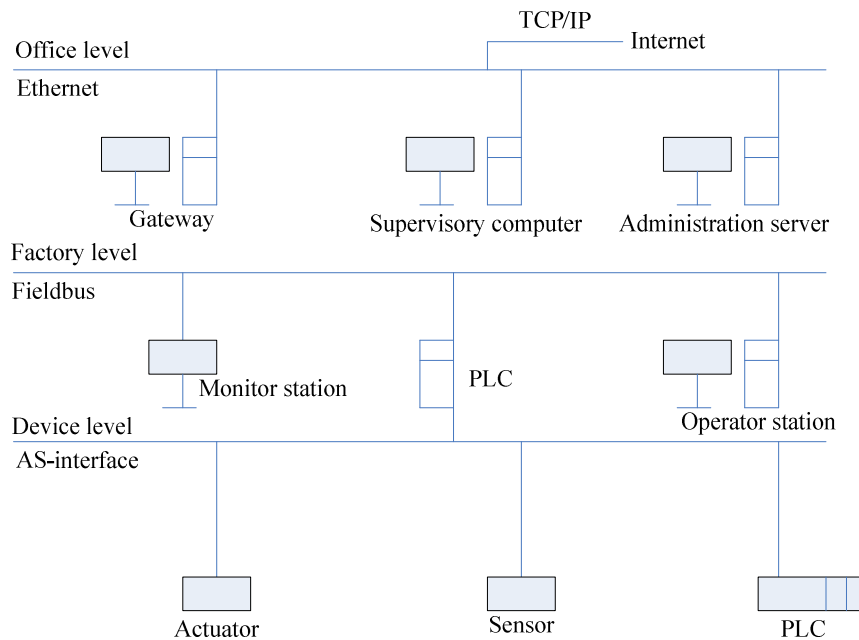 TCP/IP
Internet
Office level
Ethernet
Gateway
Supervisory computer
Administration server
Factory level
Fieldbus
Monitor station
PLC
Operator station
Device level
AS-interface
Actuator
Sensor
PLC